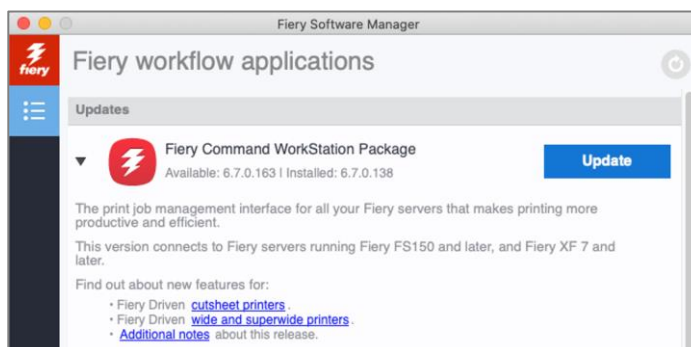 Fiery Software Manager
fiery
Fiery workflow applications
Updates
Fiery Command WorkStation Package
Available: 6.7.0.163 | Installed: 6.7.0.138
Update
The print job management interface for all your Fiery servers that makes printing more
productive and efficient.
This version connects to Fiery servers running Fiery FS150 and later, and Fiery XF 7 and
later.
Find out about new features for:
• Fiery Driven cutsheet printers .
• Fiery Driven wide and superwide printers .
• Additional notes about this release.